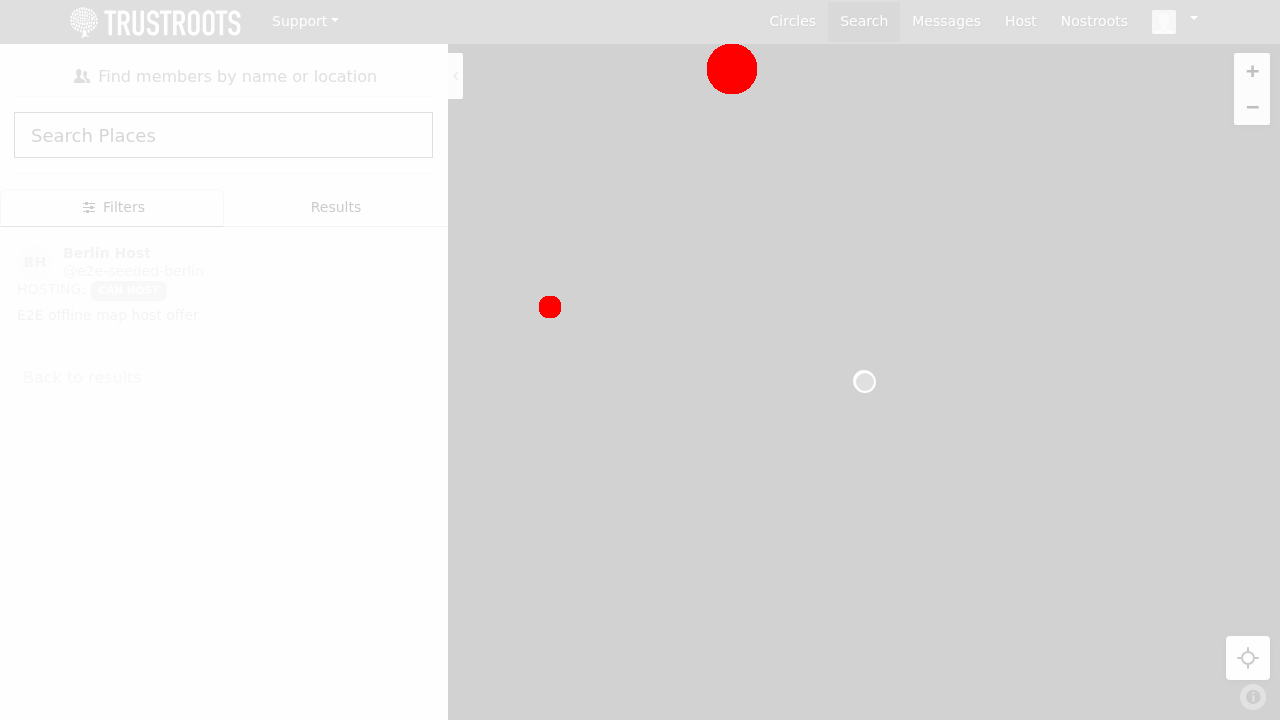 TRUSTROOTS Support Circles Search Messages Host Nostroots
Find members by name or location
Search Places
Filters Results
BH Berlin Host
@e2e-seeded-berlin
HOSTING: CAN HOST
E2E offline map host offer
Back to results